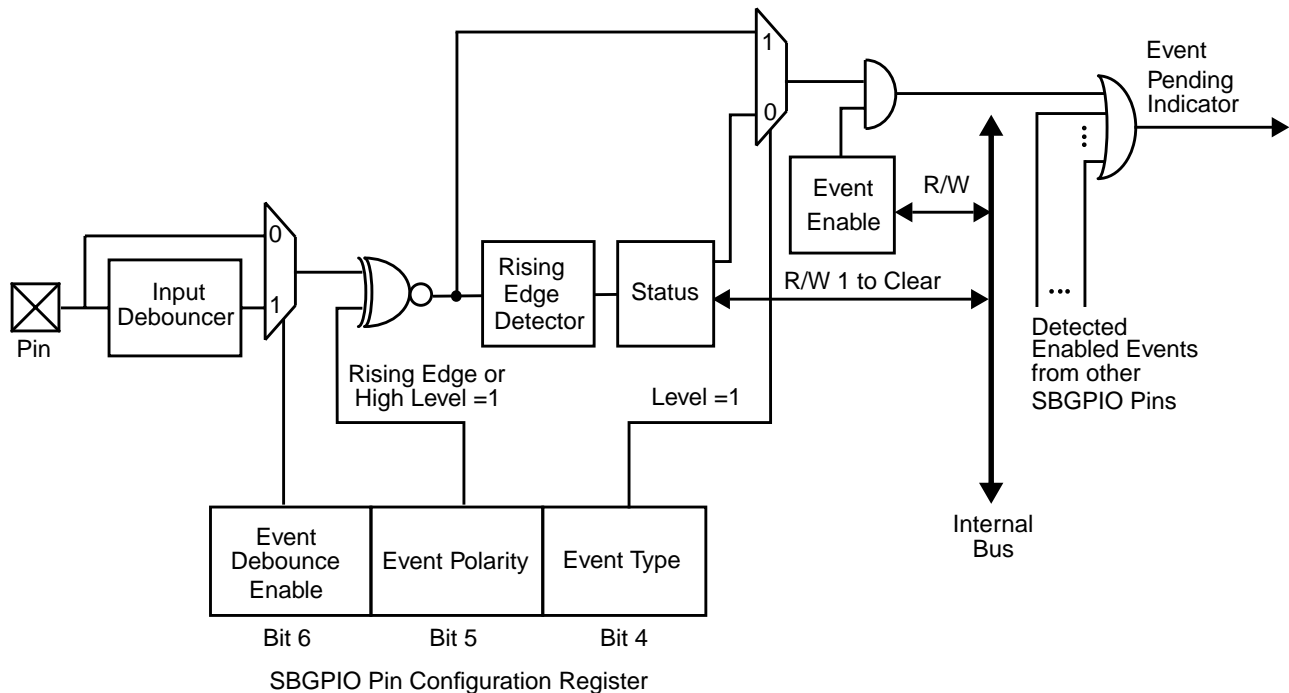 1
0
Event
Pending
Indicator
Event
Enable
R/W
0
1
Pin
Input
Debouncer
Rising
Edge
Detector
Status
R/W 1 to Clear
...
...
Detected
Enabled Events
from other
SBGPIO Pins
Rising Edge or
High Level =1
Level =1
Internal
Bus
Event
Debounce
Enable
Event Polarity
Event Type
Bit 6
Bit 5
Bit 4
SBGPIO Pin Configuration Register